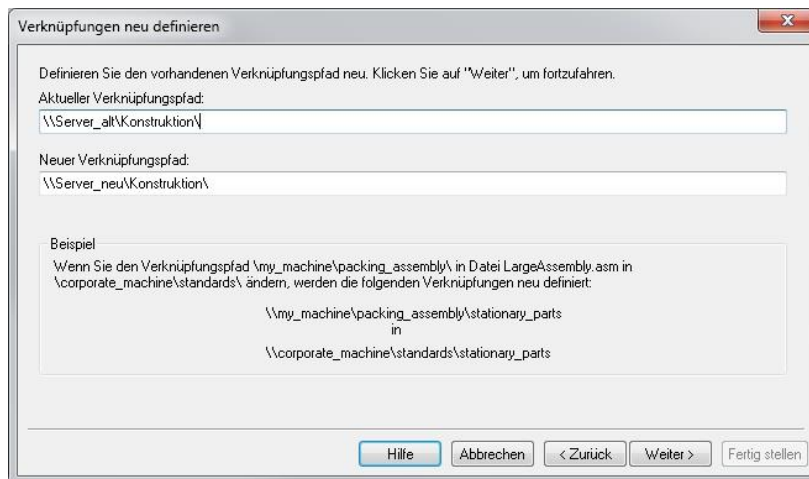 Verknüpfungen neu definieren
Definieren Sie den vorhandenen Verknüpfungspfad neu. Klicken Sie auf "Weiter", um fortzufahren.
Aktueller Verknüpfungspfad:
\\Server_alt\Konstruktion\
Neuer Verknüpfungspfad:
\\Server_neu\Konstruktion\
Beispiel
Wenn Sie den Verknüpfungspfad \my_machine\packing_assembly\ in Datei LargeAssembly.asm in
\corporate_machine\standards\ ändern, werden die folgenden Verknüpfungen neu definiert:
\\my_machine\packing_assembly\stationary_parts
in
\\corporate_machine\standards\stationary_parts
Hilfe
Abbrechen
< Zurück
Weiter >
Fertig stellen